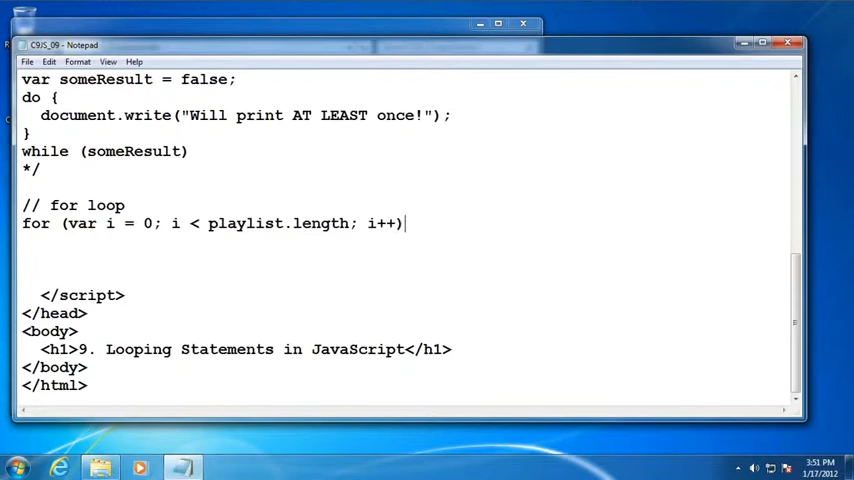 C9JS_09 - Notepad
File Edit Format View Help
var someResult = false;
do {
  document.write("Will print AT LEAST once!");
}
while (someResult)
*/
// for loop
for (var i = 0; i < playlist.length; i++)
  </script>
</head>
<body>
  <h1>9. Looping Statements in JavaScript</h1>
</body>
</html>
3:51 PM
1/17/2012